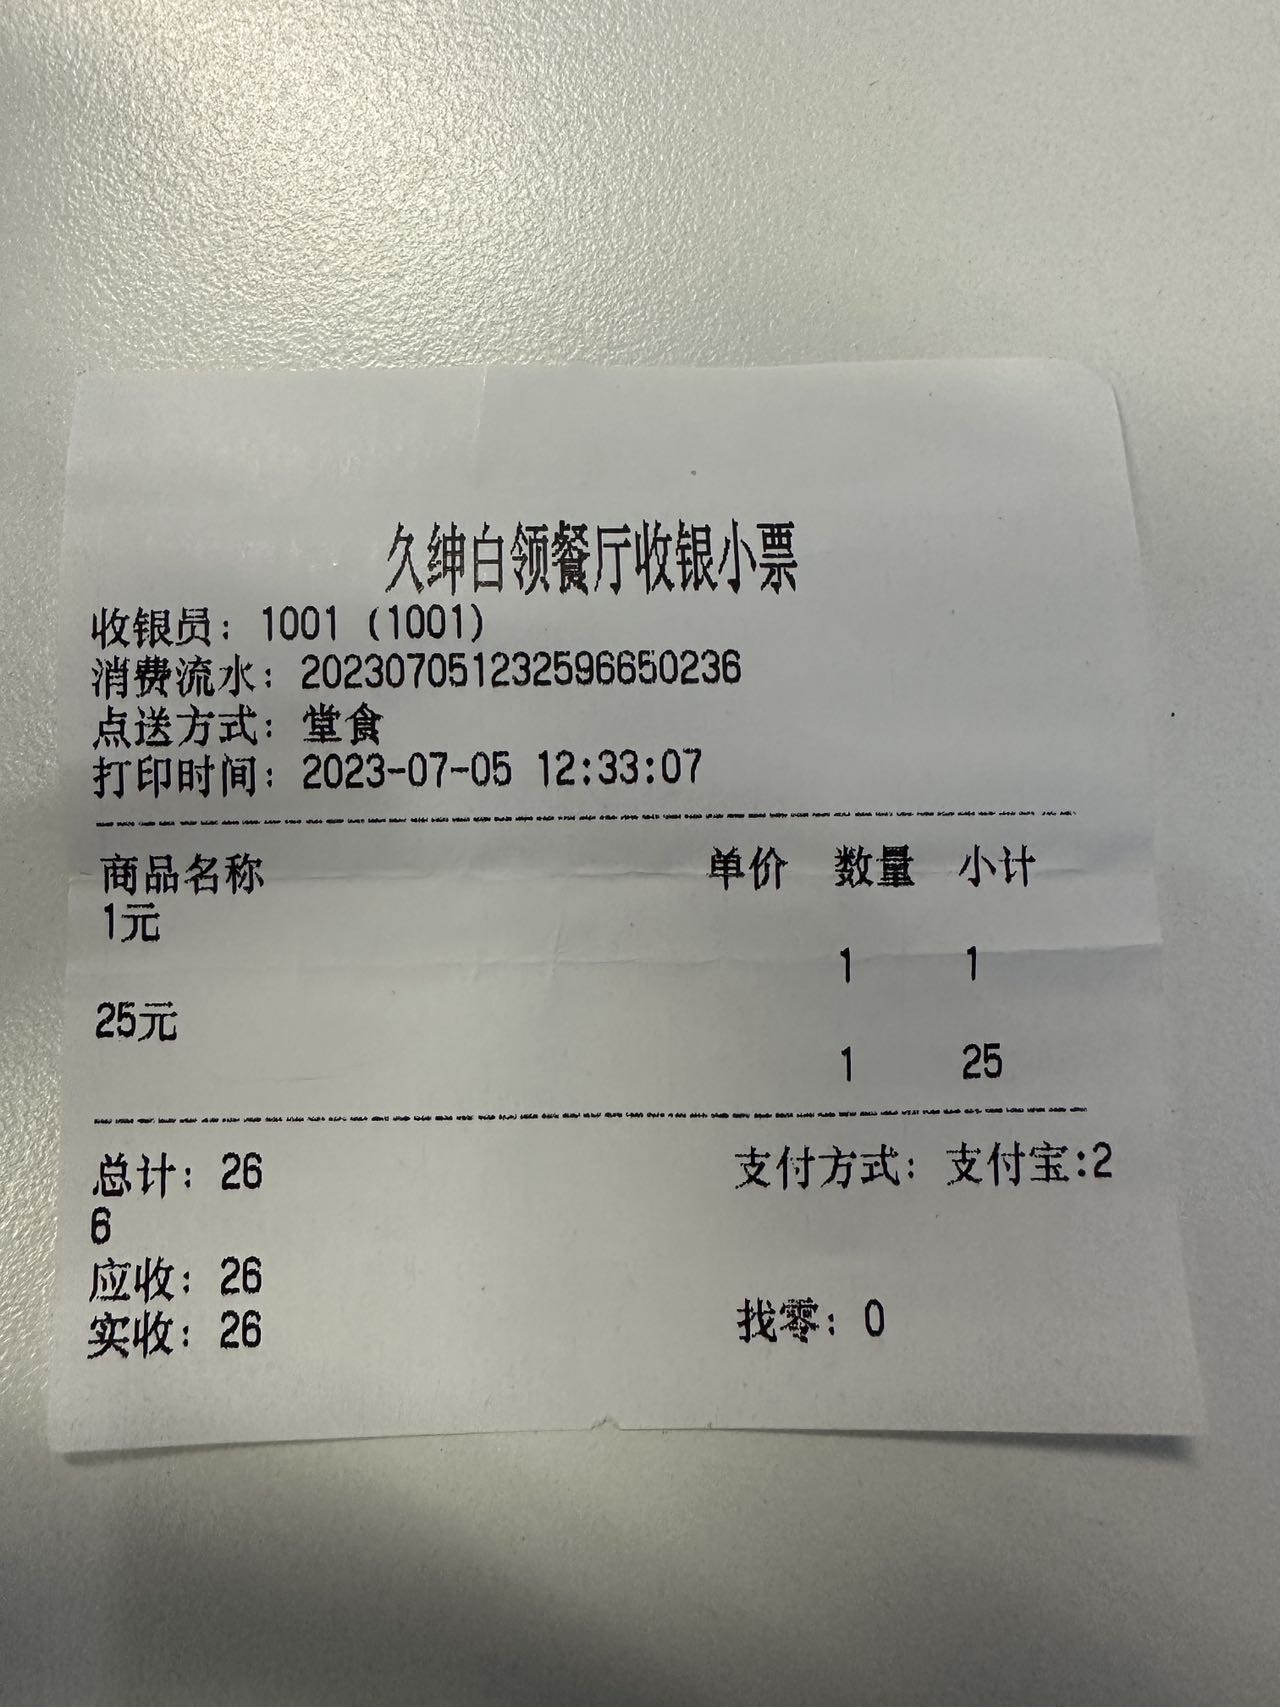 久绅白领餐厅收银小票
收银员：1001 (1001)
消费流水：202307051232596650236
点送方式：堂食
打印时间：2023-07-05 12:33:07
商品名称 单价 数量 小计
1元
1 1
25元
1 25
总计：26 支付方式：支付宝:2
6
应收：26
实收：26 找零：0